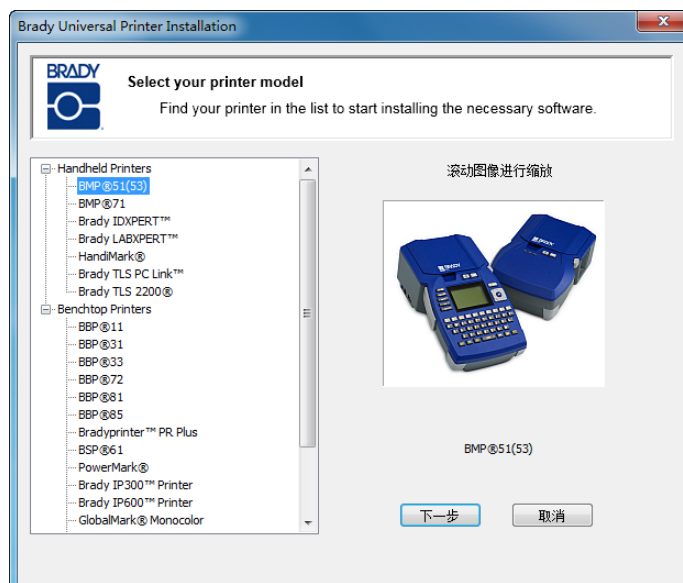 Brady Universal Printer Installation
BRADY
Select your printer model
Find your printer in the list to start installing the necessary software.
Handheld Printers
BMP®51(53)
BMP®71
Brady IDXPERT™
Brady LABXPERT™
HandiMark®
Brady TLS PC Link™
Brady TLS 2200®
Benchtop Printers
BBP®11
BBP®31
BBP®33
BBP®72
BBP®81
BBP®85
Bradyprinter™ PR Plus
BSP®61
PowerMark®
Brady IP300™ Printer
Brady IP600™ Printer
GlobalMark® Monocolor
滚动图像进行缩放
BMP®51(53)
下一步
取消